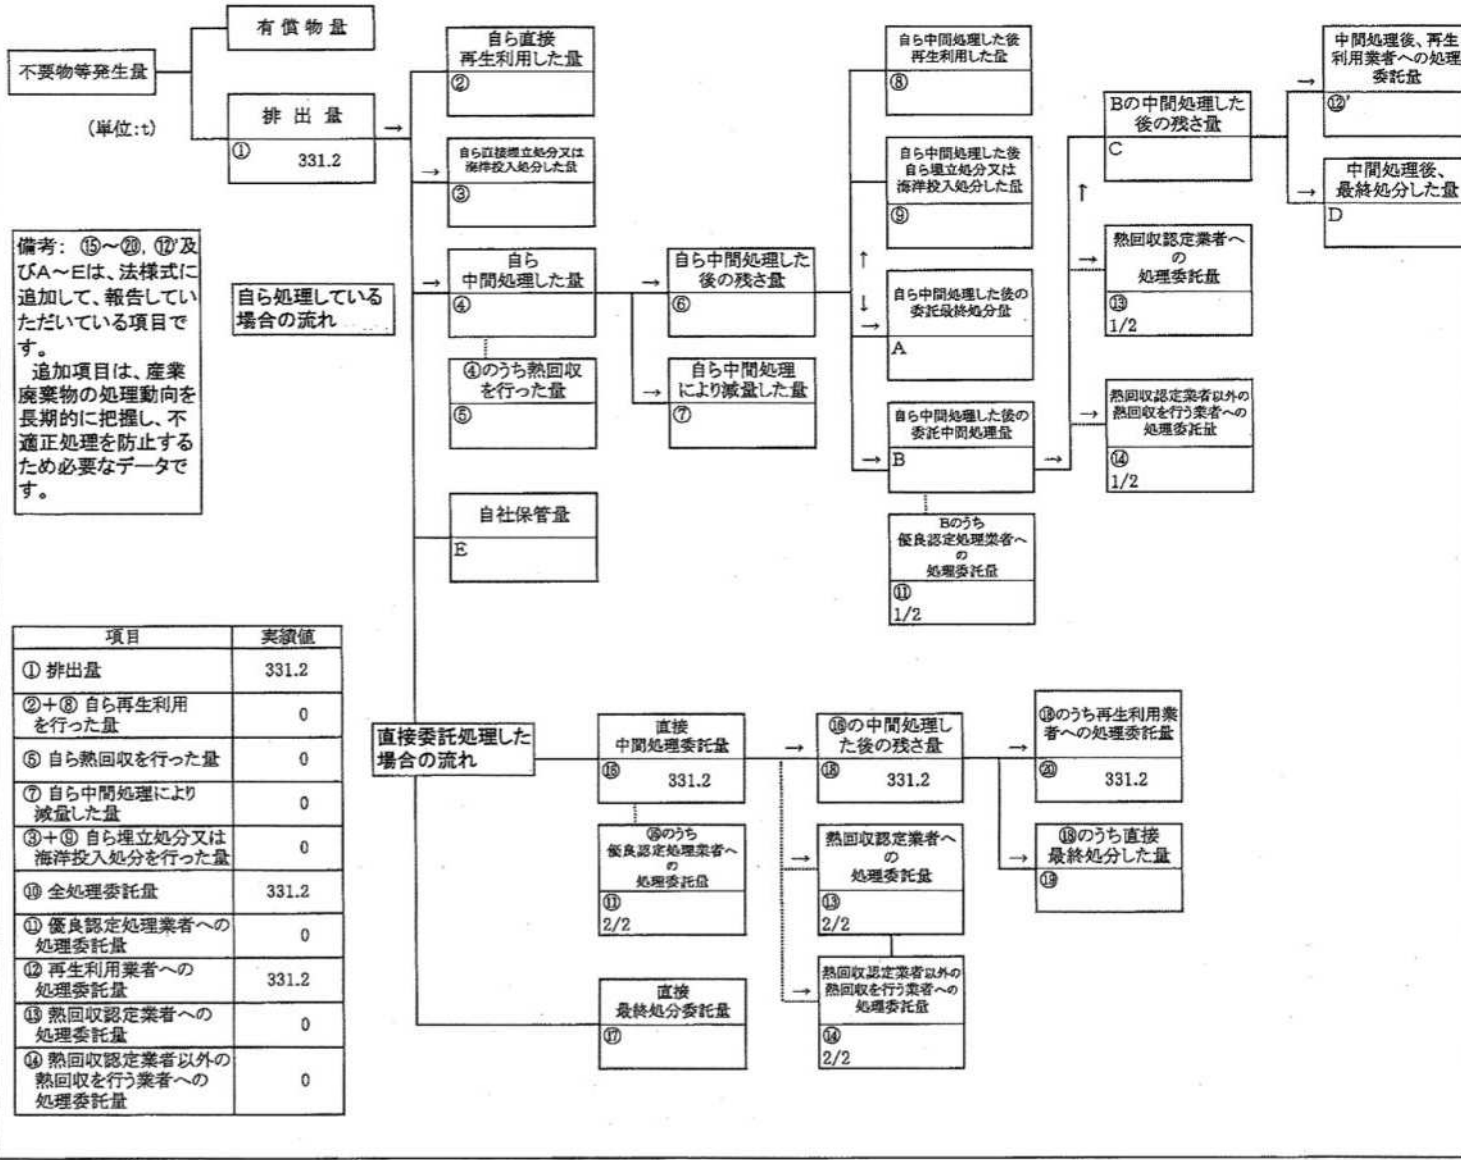 不要物等発生量
(単位:t)
有償物量
排出量
①
331.2
備考: ⑮～⑳, ⑫'及
びA～Eは、法様式に
追加して、報告してい
ただいている項目で
す。
追加項目は、産業
廃棄物の処理動向を
長期的に把握し、不
適正処理を防止する
ため必要なデータで
す。
自ら処理している
場合の流れ
自ら直接
再生利用した量
②
自ら直接埋立処分又は
海洋投入処分した量
③
自ら
中間処理した量
④
④のうち熱回収
を行った量
⑤
自社保管量
E
自ら中間処理した
後の残さ量
⑥
自ら中間処理
により減量した量
⑦
自ら中間処理した後
再生利用した量
⑧
自ら中間処理した後
自ら埋立処分又は
海洋投入処分した量
⑨
自ら中間処理した後の
委託最終処分量
A
自ら中間処理した後の
委託中間処理量
B
Bのうち
優良認定処理業者へ
の
処理委託量
⑪
1/2
Bの中間処理した
後の残さ量
C
熱回収認定業者へ
の
処理委託量
⑬
1/2
熱回収認定業者以外の
熱回収を行う業者への
処理委託量
⑭
1/2
中間処理後、再生
利用業者への処理
委託量
⑫'
中間処理後、
最終処分した量
D
項目 実績値
① 排出量 331.2
②+⑧ 自ら再生利用
を行った量 0
⑤ 自ら熱回収を行った量 0
⑦ 自ら中間処理により
減量した量 0
③+⑨ 自ら埋立処分又は
海洋投入処分を行った量 0
⑩ 全処理委託量 331.2
⑪ 優良認定処理業者への
処理委託量 0
⑫ 再生利用業者への
処理委託量 331.2
⑬ 熱回収認定業者への
処理委託量 0
⑭ 熱回収認定業者以外の
熱回収を行う業者への
処理委託量 0
直接委託処理した
場合の流れ
直接
中間処理委託量
⑯
331.2
⑯のうち
優良認定処理業者へ
の
処理委託量
⑪
2/2
直接
最終処分委託量
⑰
⑯の中間処理し
た後の残さ量
⑱
331.2
熱回収認定業者へ
の
処理委託量
⑬
2/2
熱回収認定業者以外の
熱回収を行う業者への
処理委託量
⑭
2/2
⑱のうち再生利用業
者への処理委託量
⑳
331.2
⑱のうち直接
最終処分した量
⑲